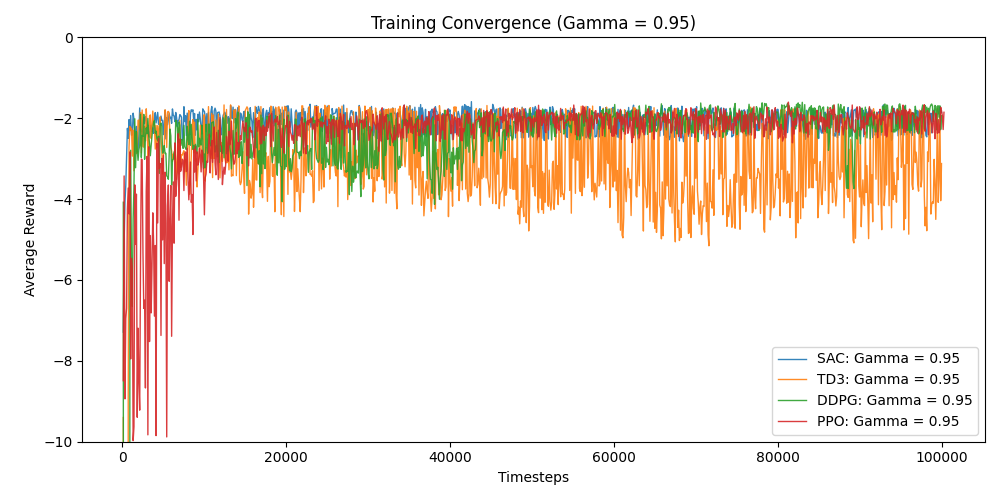 Training Convergence (Gamma = 0.95)
Average Reward
0
−2
−4
−6
−8
−10
0 20000 40000 60000 80000 100000
Timesteps
SAC: Gamma = 0.95
TD3: Gamma = 0.95
DDPG: Gamma = 0.95
PPO: Gamma = 0.95